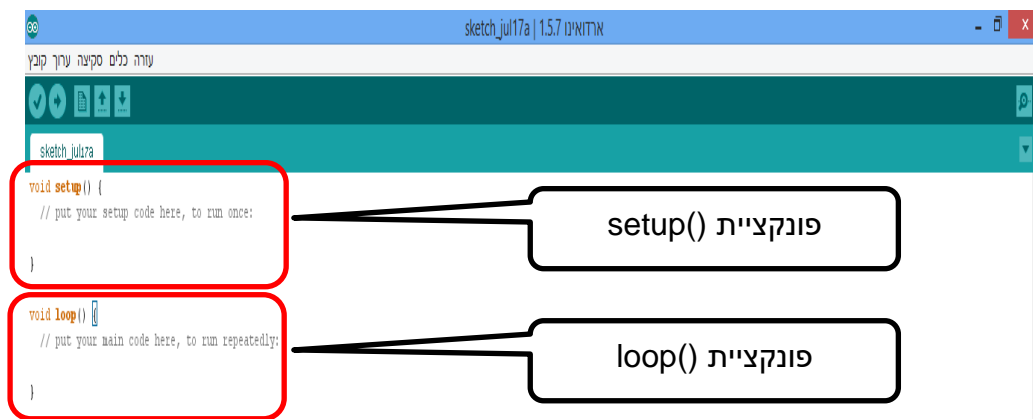 sketch_jul17a | 1.5.7 ארדואינו
קובץ ערוך סקיצה כלים עזרה
sketch_jul17a
void setup() {
// put your setup code here, to run once:
}
פונקציית setup()
void loop() {
// put your main code here, to run repeatedly:
}
פונקציית loop()